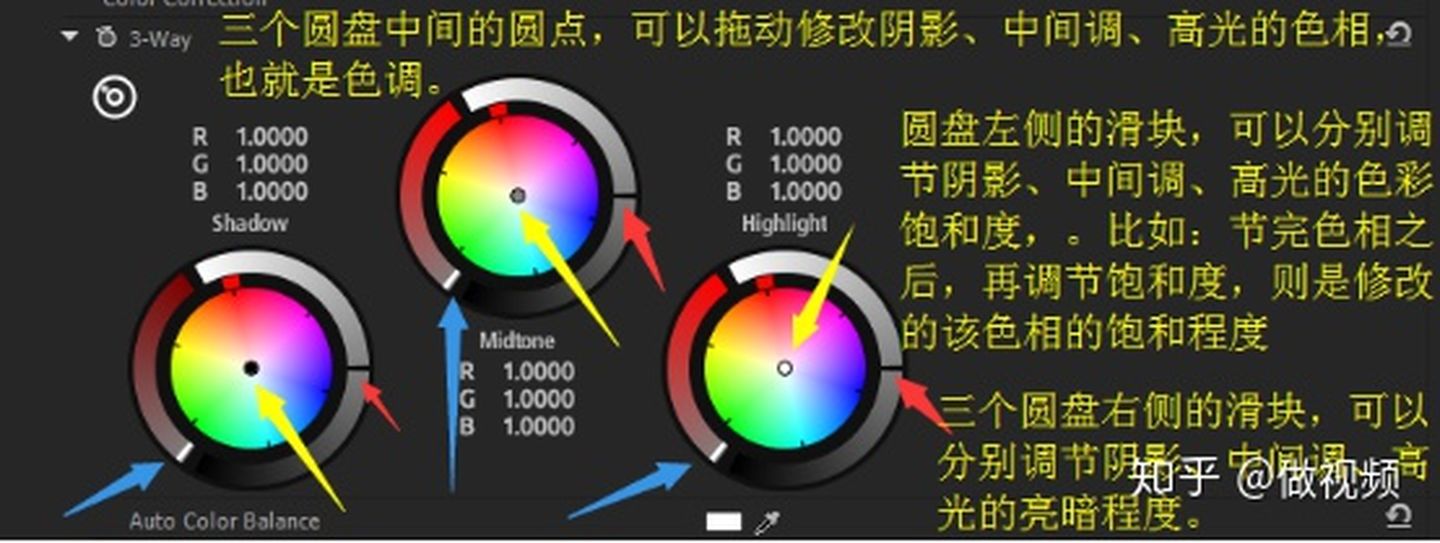 Color Correction
3-Way
三个圆盘中间的圆点，可以拖动修改阴影、中间调、高光的色相，
也就是色调。
R 1.0000
G 1.0000
B 1.0000
Shadow
R 1.0000
G 1.0000
B 1.0000
Highlight
圆盘左侧的滑块，可以分别调
节阴影、中间调、高光的色彩
饱和度，。比如：节完色相之
后，再调节饱和度，则是修改
的该色相的饱和程度
Midtone
R 1.0000
G 1.0000
B 1.0000
三个圆盘右侧的滑块，可以
分别调节阴影、中间调、高
光的亮暗程度。
知乎 @做视频
Auto Color Balance